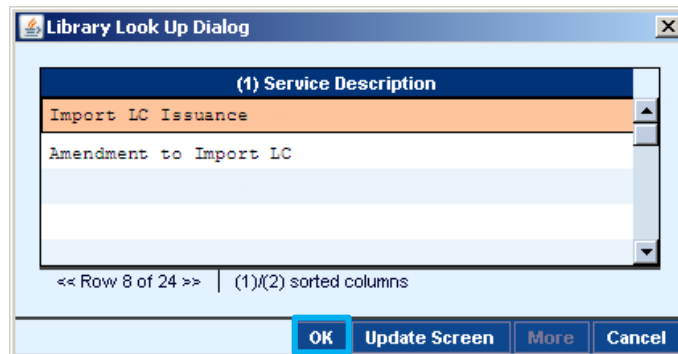 Library Look Up Dialog
(1) Service Description
Import LC Issuance
Amendment to Import LC
<< Row 8 of 24 >> | (1)/(2) sorted columns
OK Update Screen More Cancel